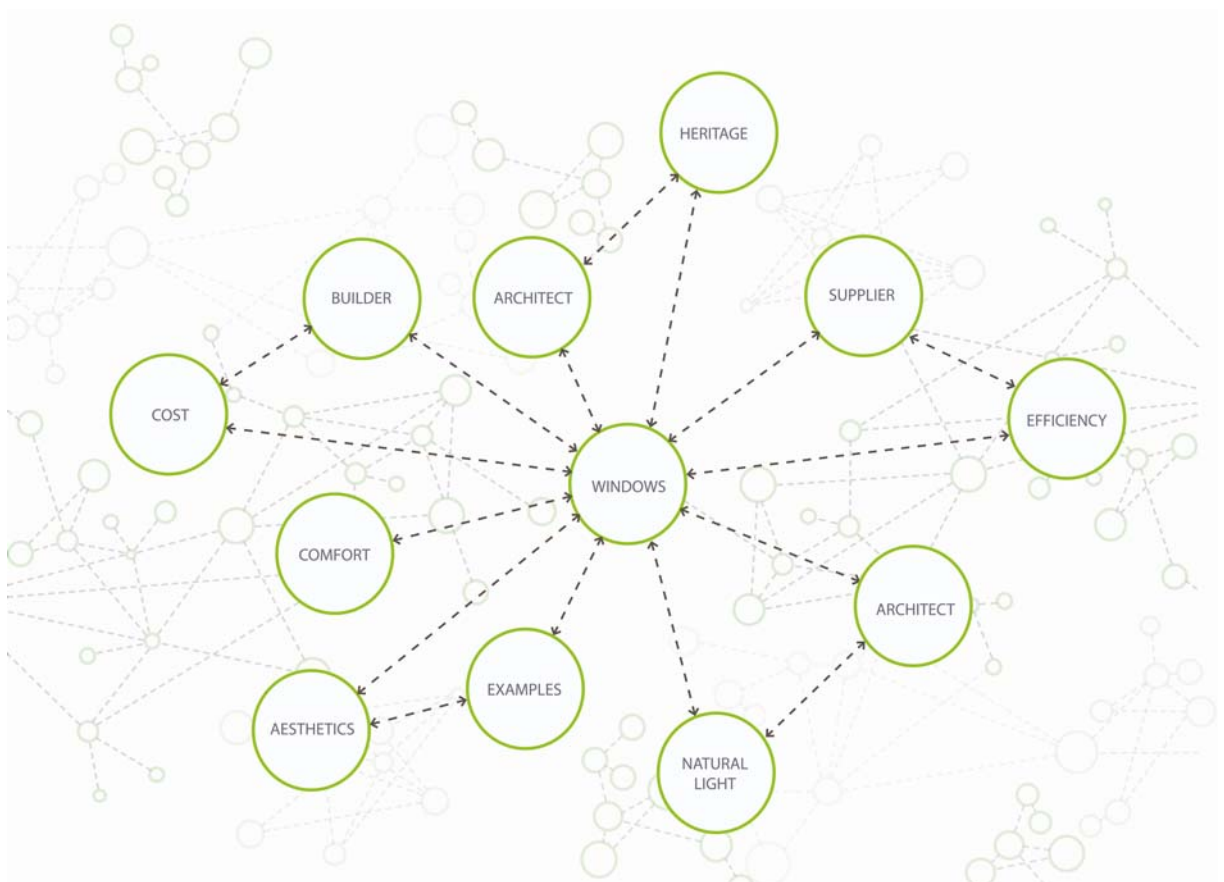 HERITAGE
BUILDER
ARCHITECT
SUPPLIER
COST
EFFICIENCY
WINDOWS
COMFORT
ARCHITECT
EXAMPLES
AESTHETICS
NATURAL
LIGHT